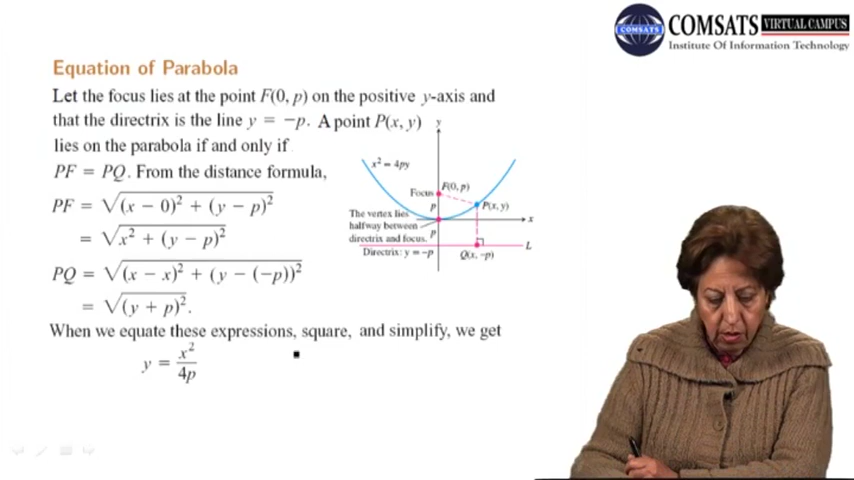 COMSATS VIRTUAL CAMPUS
Institute Of Information Technology
Equation of Parabola
Let the focus lies at the point F(0, p) on the positive y-axis and
that the directrix is the line y = −p. A point P(x, y)
lies on the parabola if and only if
PF = PQ. From the distance formula,
PF = √(x − 0)² + (y − p)²
= √x² + (y − p)²
PQ = √(x − x)² + (y − (−p))²
= √(y + p)².
When we equate these expressions, square, and simplify, we get
y = x²/4p
y
x² = 4py
Focus
F(0, p)
p
P(x, y)
The vertex lies
halfway between
directrix and focus.
x
p
L
Directrix: y = −p
Q(x, −p)